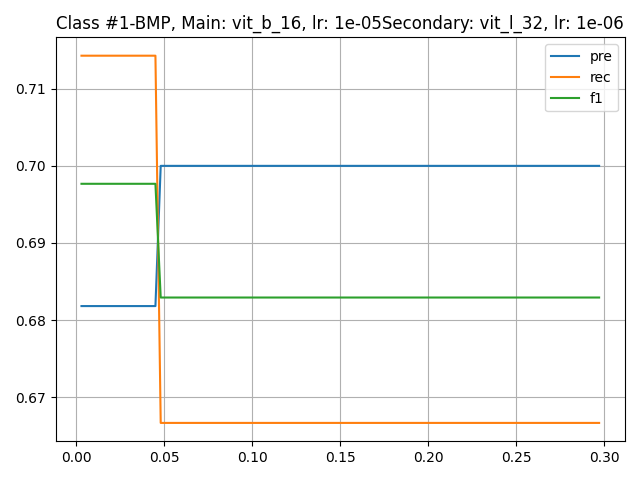 Class #1-BMP, Main: vit_b_16, lr: 1e-05Secondary: vit_l_32, lr: 1e-06
pre
rec
f1
0.71
0.70
0.69
0.68
0.67
0.00 0.05 0.10 0.15 0.20 0.25 0.30